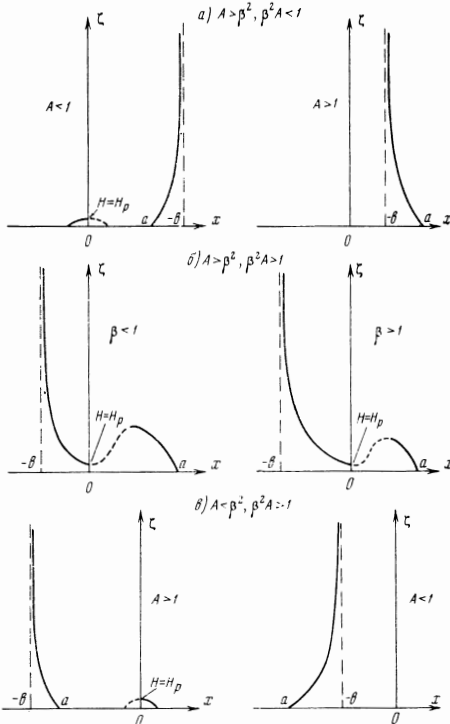 а) A > β², β²A < 1
ζ
A < 1
H=Hₚ
a
-в
x
0
ζ
A > 1
-в
a
x
0
б) A > β², β²A > 1
ζ
β < 1
H=Hₚ
-в
a
x
0
ζ
β > 1
H=Hₚ
-в
a
x
0
в) A < β², β²A > 1
ζ
A > 1
H=Hₚ
-в
a
x
0
ζ
A < 1
a
-в
x
0